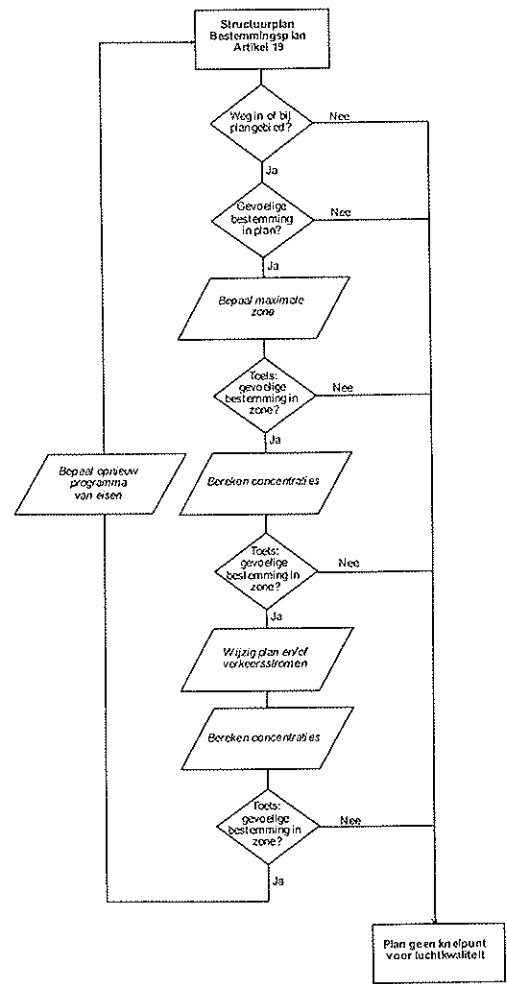 Structuurplan
Bestemmingsplan
Artikel 19
Weg in of bij
plangebied?
Nee
Ja
Gevoelige
bestemming
in plan?
Nee
Ja
Bepaal maximale
zone
Toets:
gevoelige
bestemming in
zone?
Nee
Ja
Bepaal opnieuw
programma
van eisen
Bereken concentraties
Toets:
gevoelige
bestemming in
zone?
Nee
Ja
Wijzig plan en/of
verkeersstromen
Bereken concentraties
Toets:
gevoelige
bestemming in
zone?
Nee
Ja
Plan geen knelpunt
voor luchtkwaliteit